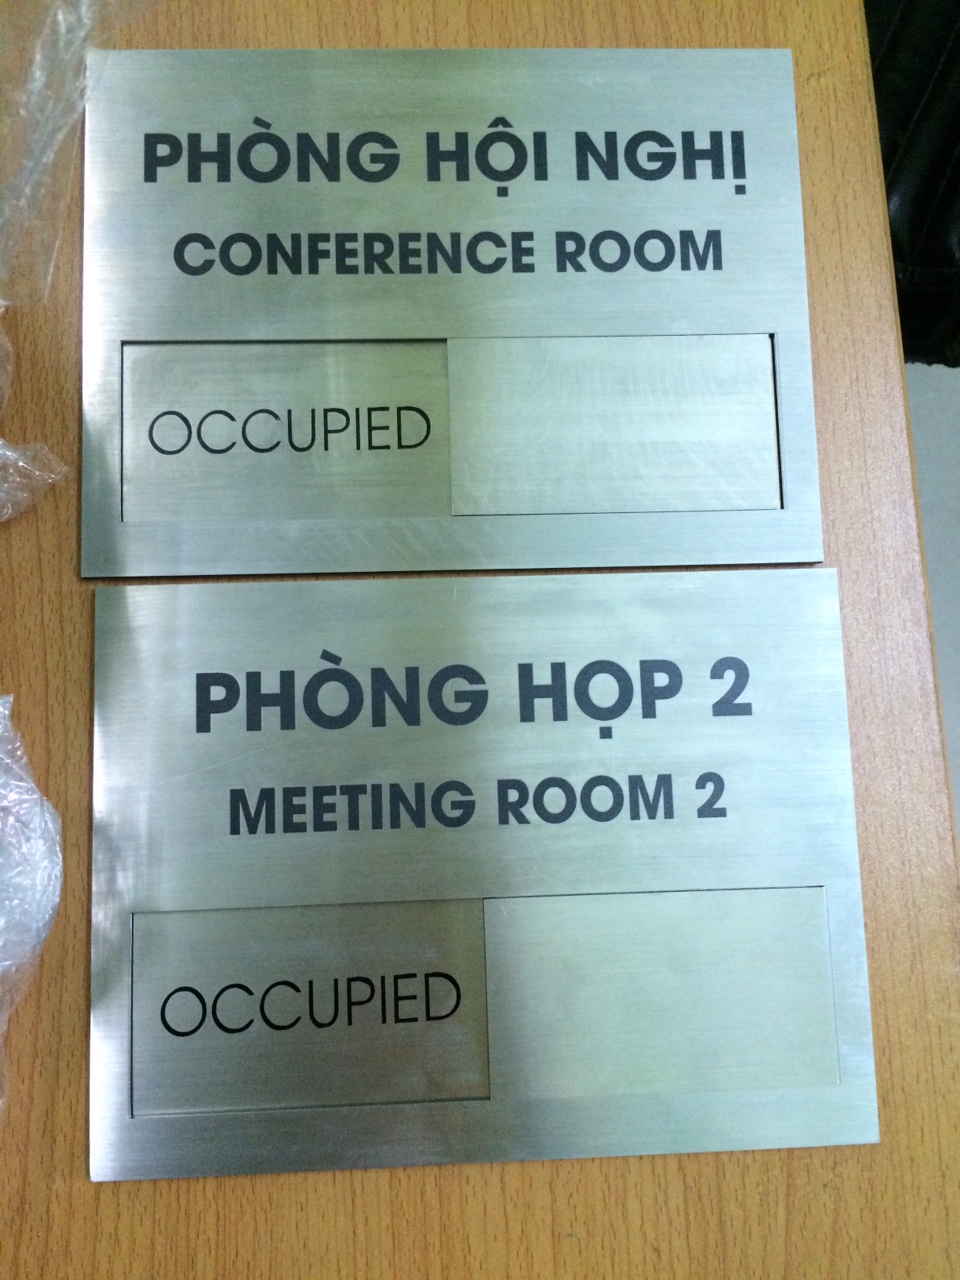 PHÒNG HỘI NGHỊ
CONFERENCE ROOM
OCCUPIED
PHÒNG HỌP 2
MEETING ROOM 2
OCCUPIED